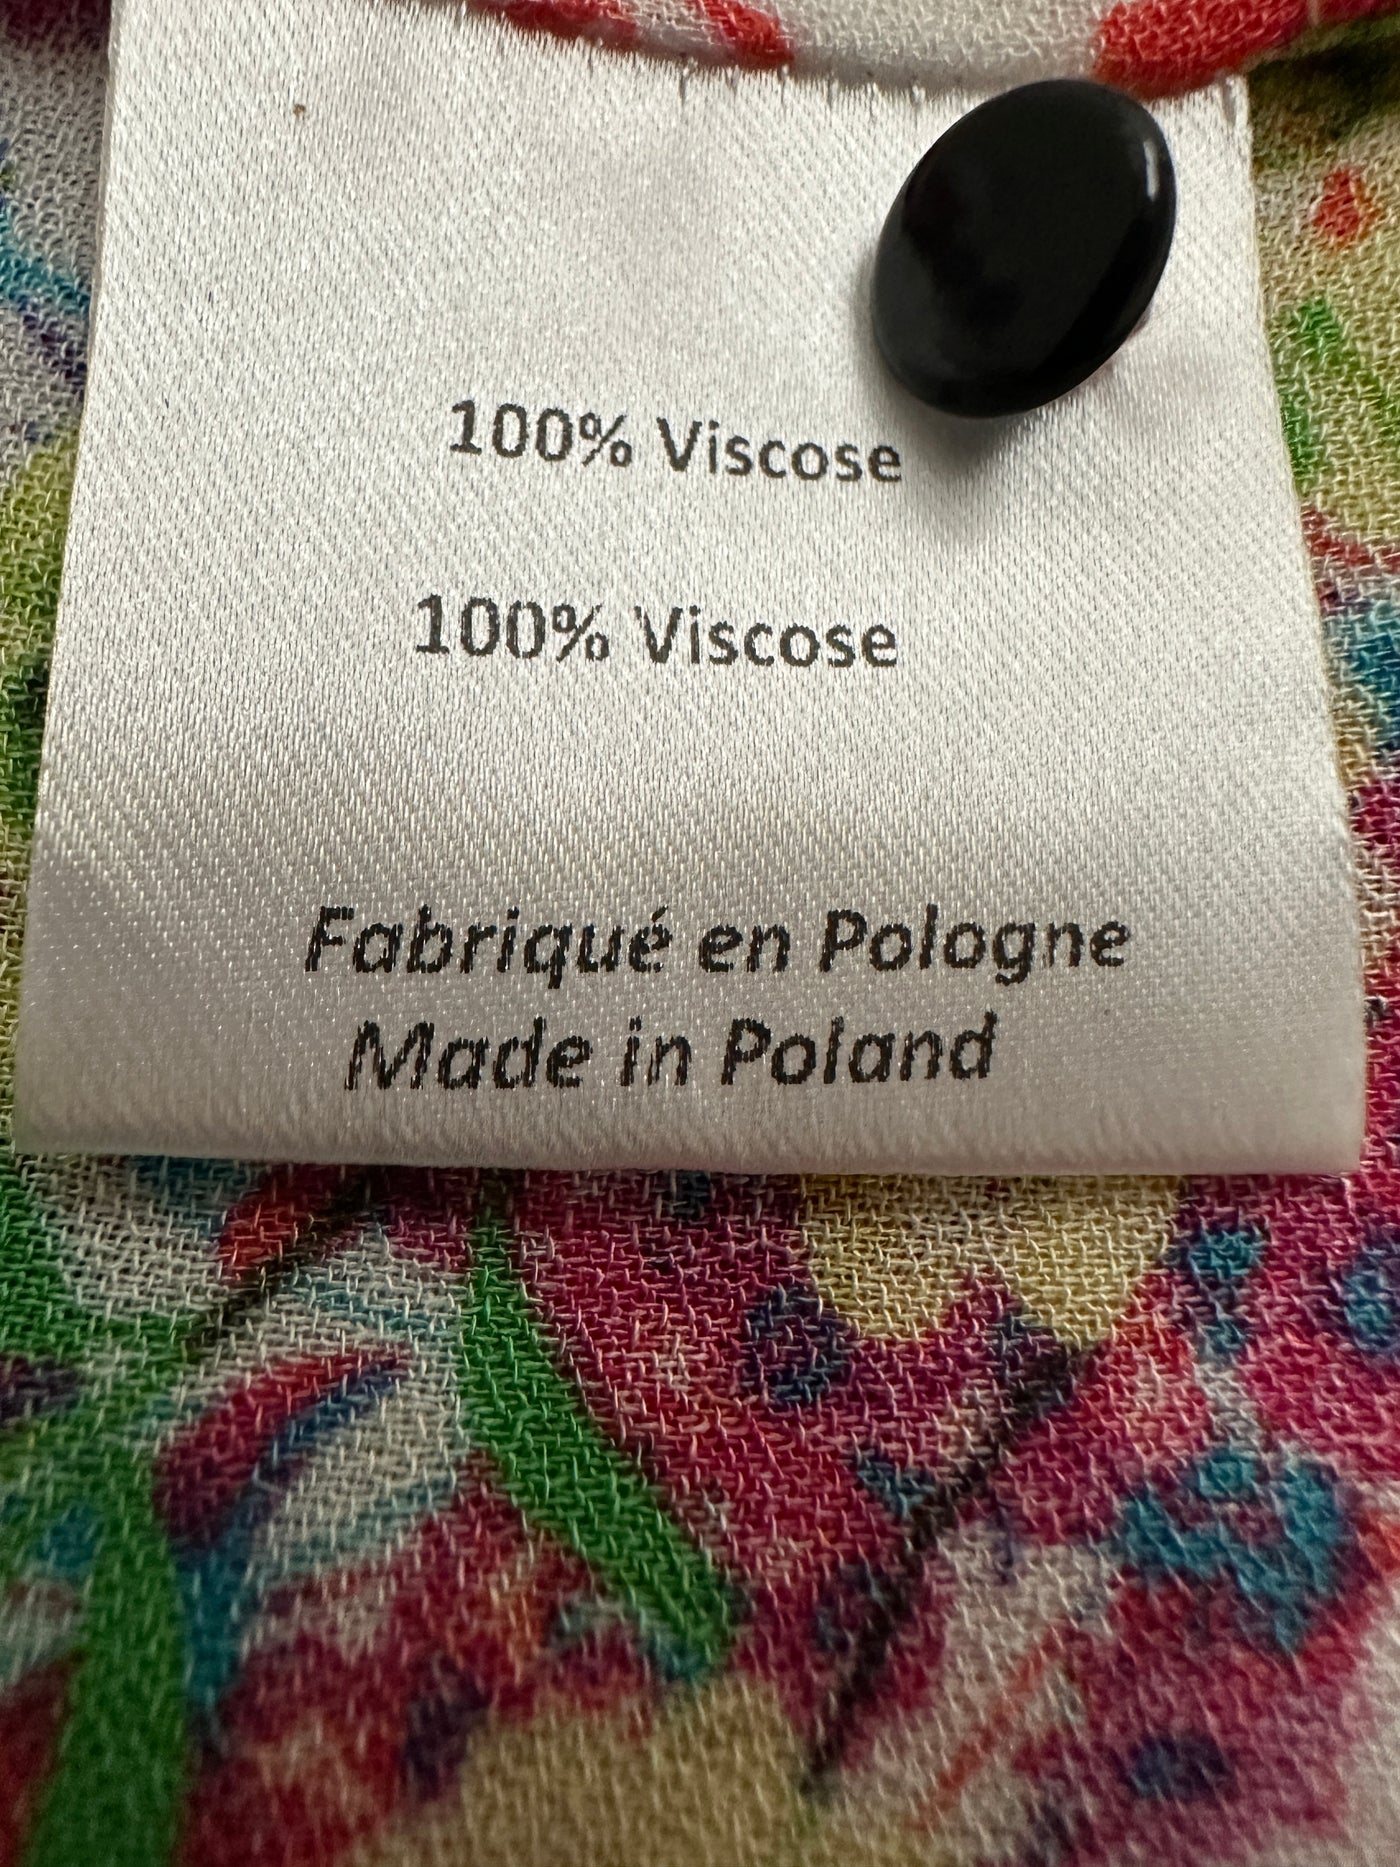 100% Viscose
100% Viscose
Fabriqué en Pologne
Made in Poland